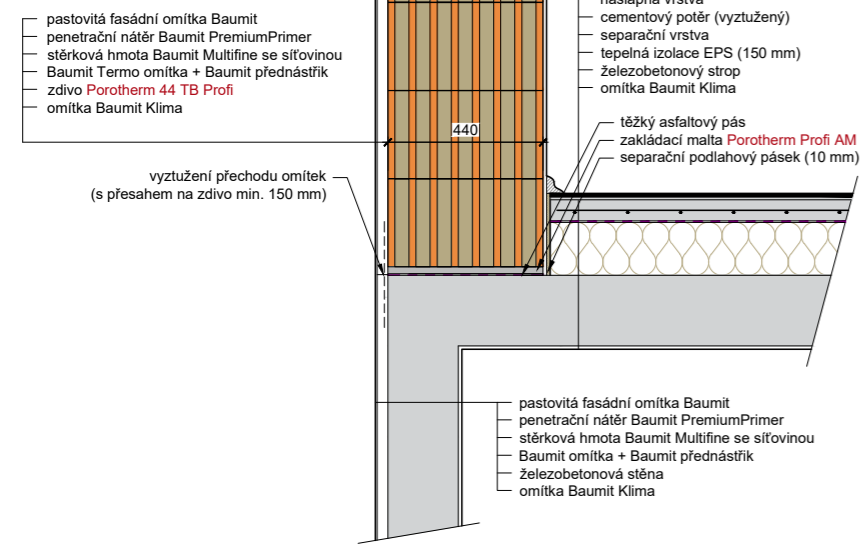 pastovitá fasádní omítka Baumit
penetrační nátěr Baumit PremiumPrimer
stěrková hmota Baumit Multifine se síťovinou
Baumit Termo omítka + Baumit přednástřik
zdivo Porotherm 44 TB Profi
omítka Baumit Klima
nášlapná vrstva
cementový potěr (vyztužený)
separační vrstva
tepelná izolace EPS (150 mm)
železobetonový strop
omítka Baumit Klima
440
těžký asfaltový pás
zakládací malta Porotherm Profi AM
separační podlahový pásek (10 mm)
vyztužení přechodu omítek
(s přesahem na zdivo min. 150 mm)
pastovitá fasádní omítka Baumit
penetrační nátěr Baumit PremiumPrimer
stěrková hmota Baumit Multifine se síťovinou
Baumit omítka + Baumit přednástřik
železobetonová stěna
omítka Baumit Klima